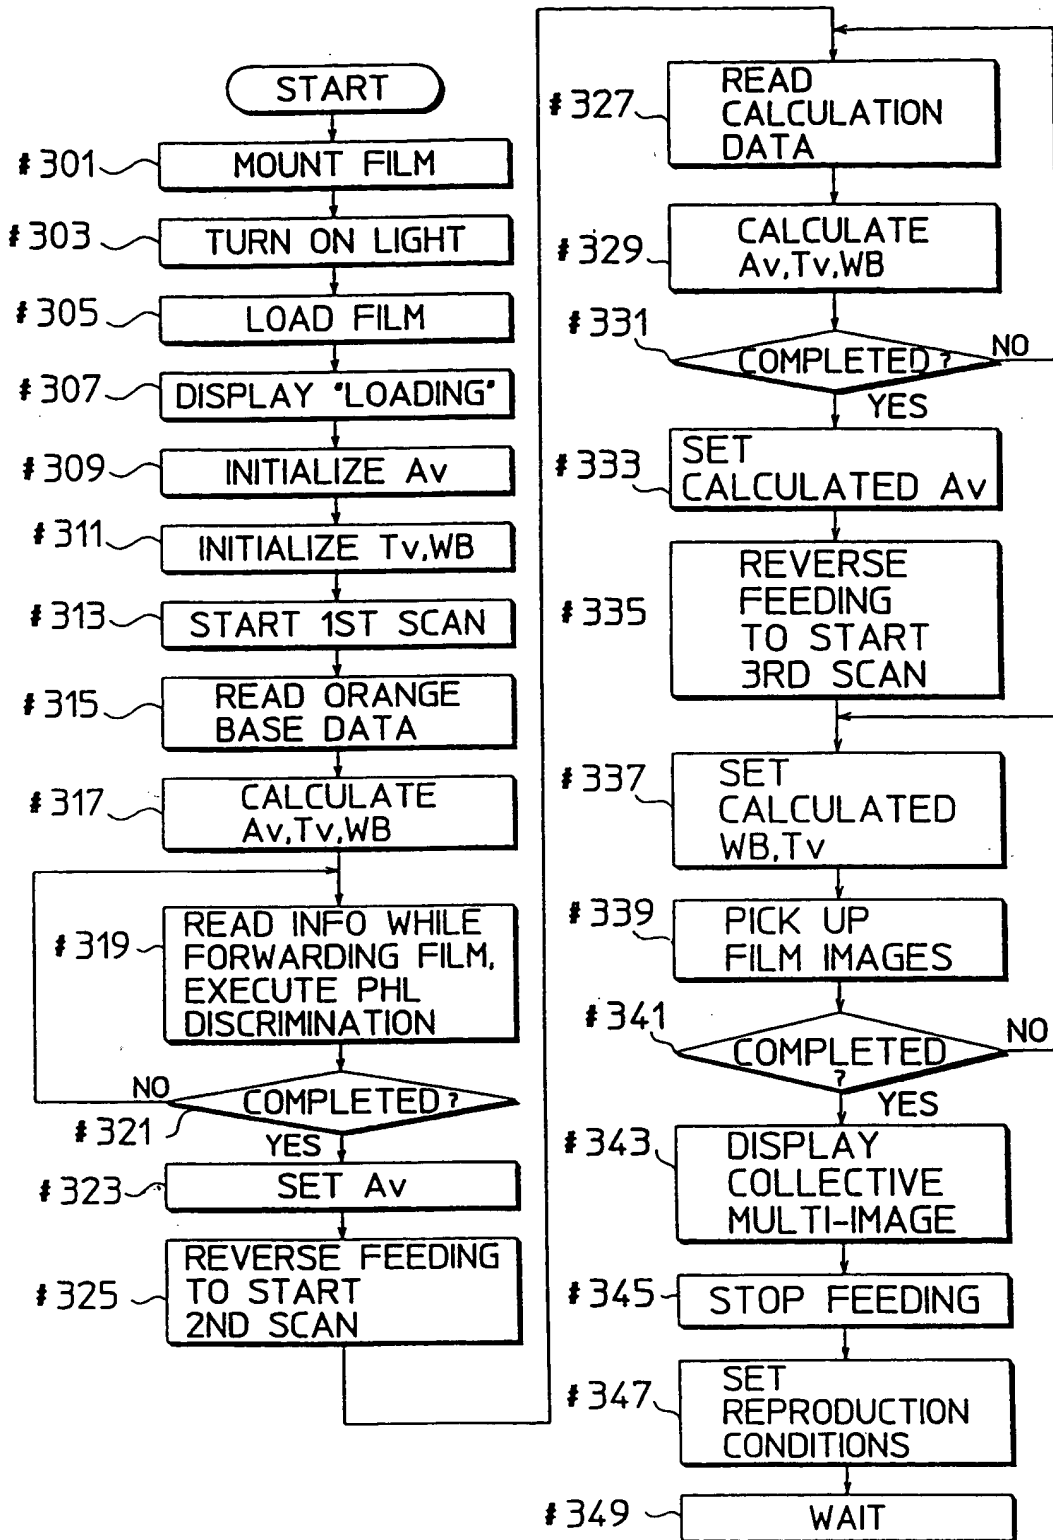 START
#301
MOUNT FILM
#303
TURN ON LIGHT
#305
LOAD FILM
#307
DISPLAY "LOADING"
#309
INITIALIZE Av
#311
INITIALIZE Tv,WB
#313
START 1ST SCAN
#315
READ ORANGE
BASE DATA
#317
CALCULATE
Av,Tv,WB
#319
READ INFO WHILE
FORWARDING FILM,
EXECUTE PHL
DISCRIMINATION
NO
COMPLETED?
#321
YES
#323
SET Av
#325
REVERSE FEEDING
TO START
2ND SCAN
#327
READ
CALCULATION
DATA
#329
CALCULATE
Av,Tv,WB
#331
COMPLETED?
NO
YES
#333
SET
CALCULATED Av
#335
REVERSE
FEEDING
TO START
3RD SCAN
#337
SET
CALCULATED
WB,Tv
#339
PICK UP
FILM IMAGES
#341
COMPLETED
?
NO
YES
#343
DISPLAY
COLLECTIVE
MULTI-IMAGE
#345
STOP FEEDING
#347
SET
REPRODUCTION
CONDITIONS
#349
WAIT